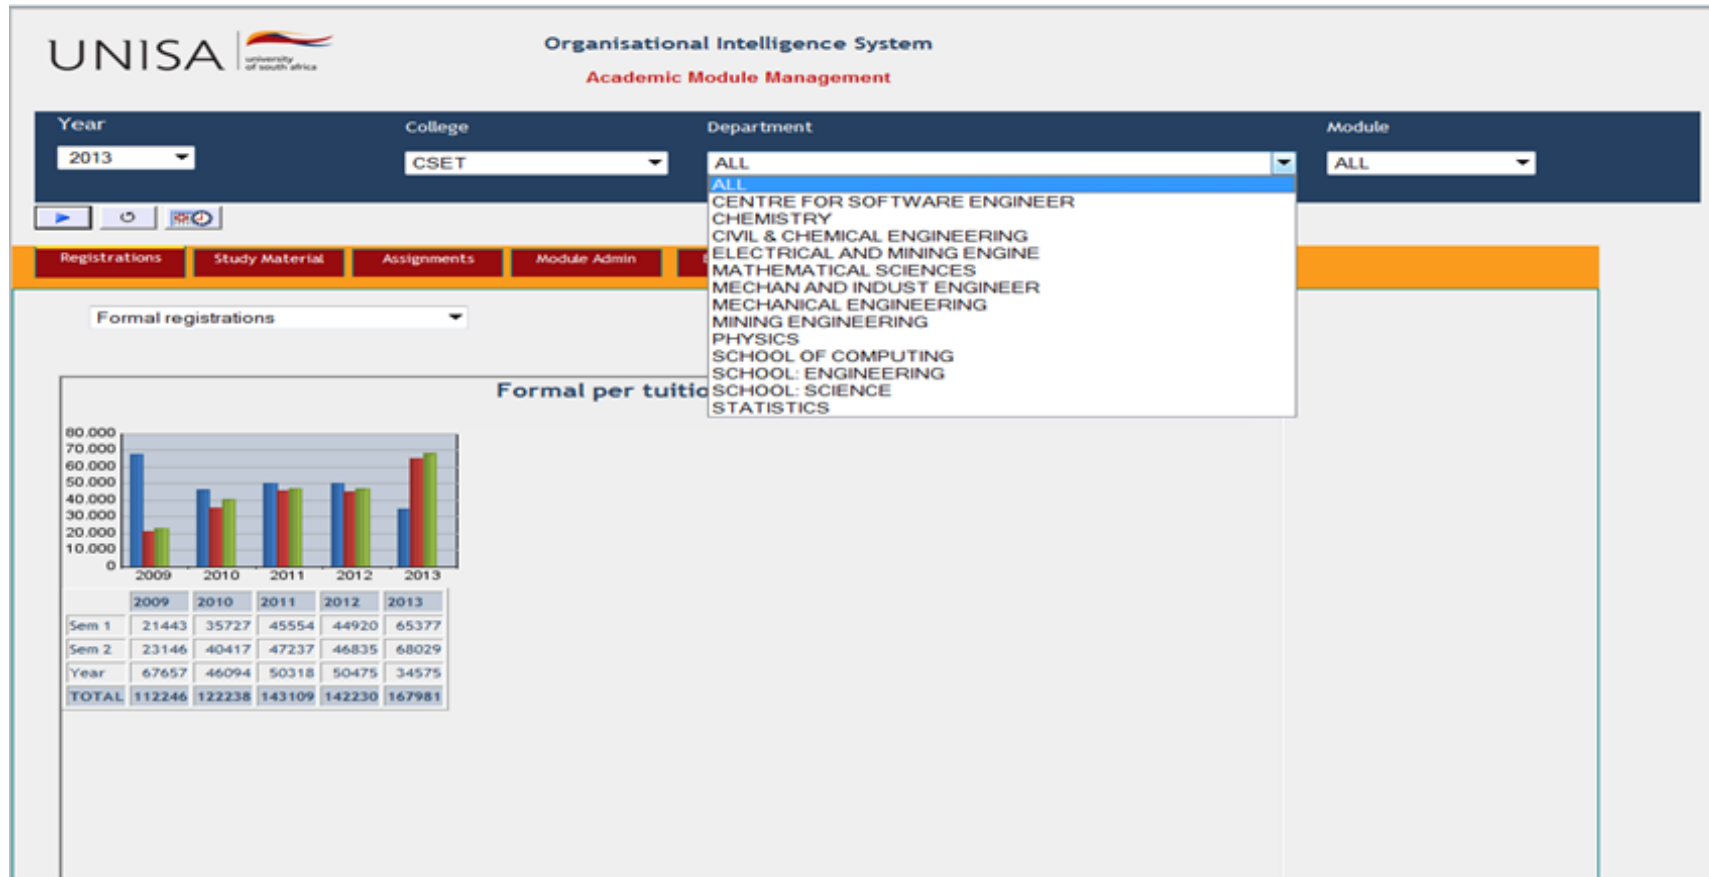 UNISA
university
of south africa
Organisational Intelligence System
Academic Module Management
Year College Department Module
2013 CSET ALL ALL
ALL
CENTRE FOR SOFTWARE ENGINEER
CHEMISTRY
CIVIL & CHEMICAL ENGINEERING
ELECTRICAL AND MINING ENGINE
MATHEMATICAL SCIENCES
MECHAN AND INDUST ENGINEER
MECHANICAL ENGINEERING
MINING ENGINEERING
PHYSICS
SCHOOL OF COMPUTING
SCHOOL: ENGINEERING
SCHOOL: SCIENCE
STATISTICS
Registrations Study Material Assignments Module Admin
Formal registrations
Formal per tuitio
80.000
70.000
60.000
50.000
40.000
30.000
20.000
10.000
0
2009 2010 2011 2012 2013
2009 2010 2011 2012 2013
Sem 1 21443 35727 45554 44920 65377
Sem 2 23146 40417 47237 46835 68029
Year 67657 46094 50318 50475 34575
TOTAL 112246 122238 143109 142230 167981